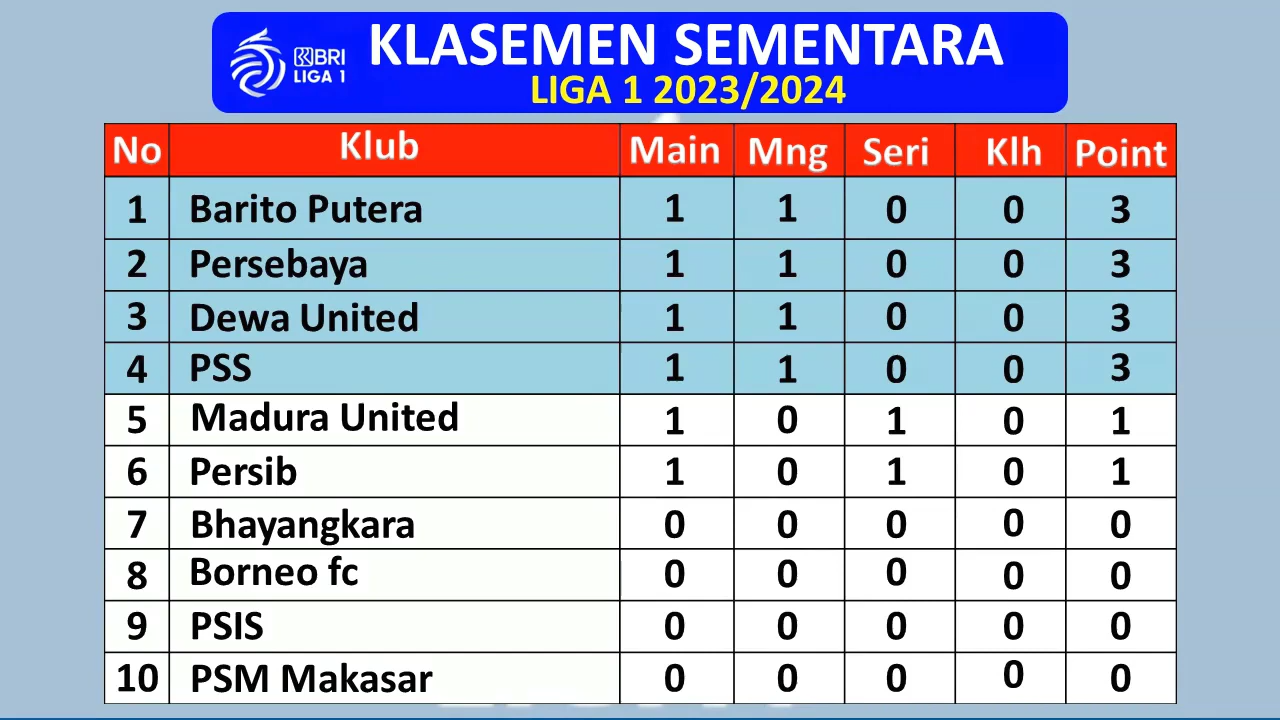 BRI
LIGA 1
KLASEMEN SEMENTARA
LIGA 1 2023/2024
No Klub Main Mng Seri Klh Point
1 Barito Putera 1 1 0 0 3
2 Persebaya 1 1 0 0 3
3 Dewa United 1 1 0 0 3
4 PSS 1 1 0 0 3
5 Madura United 1 0 1 0 1
6 Persib 1 0 1 0 1
7 Bhayangkara 0 0 0 0 0
8 Borneo fc 0 0 0 0 0
9 PSIS 0 0 0 0 0
10 PSM Makasar 0 0 0 0 0